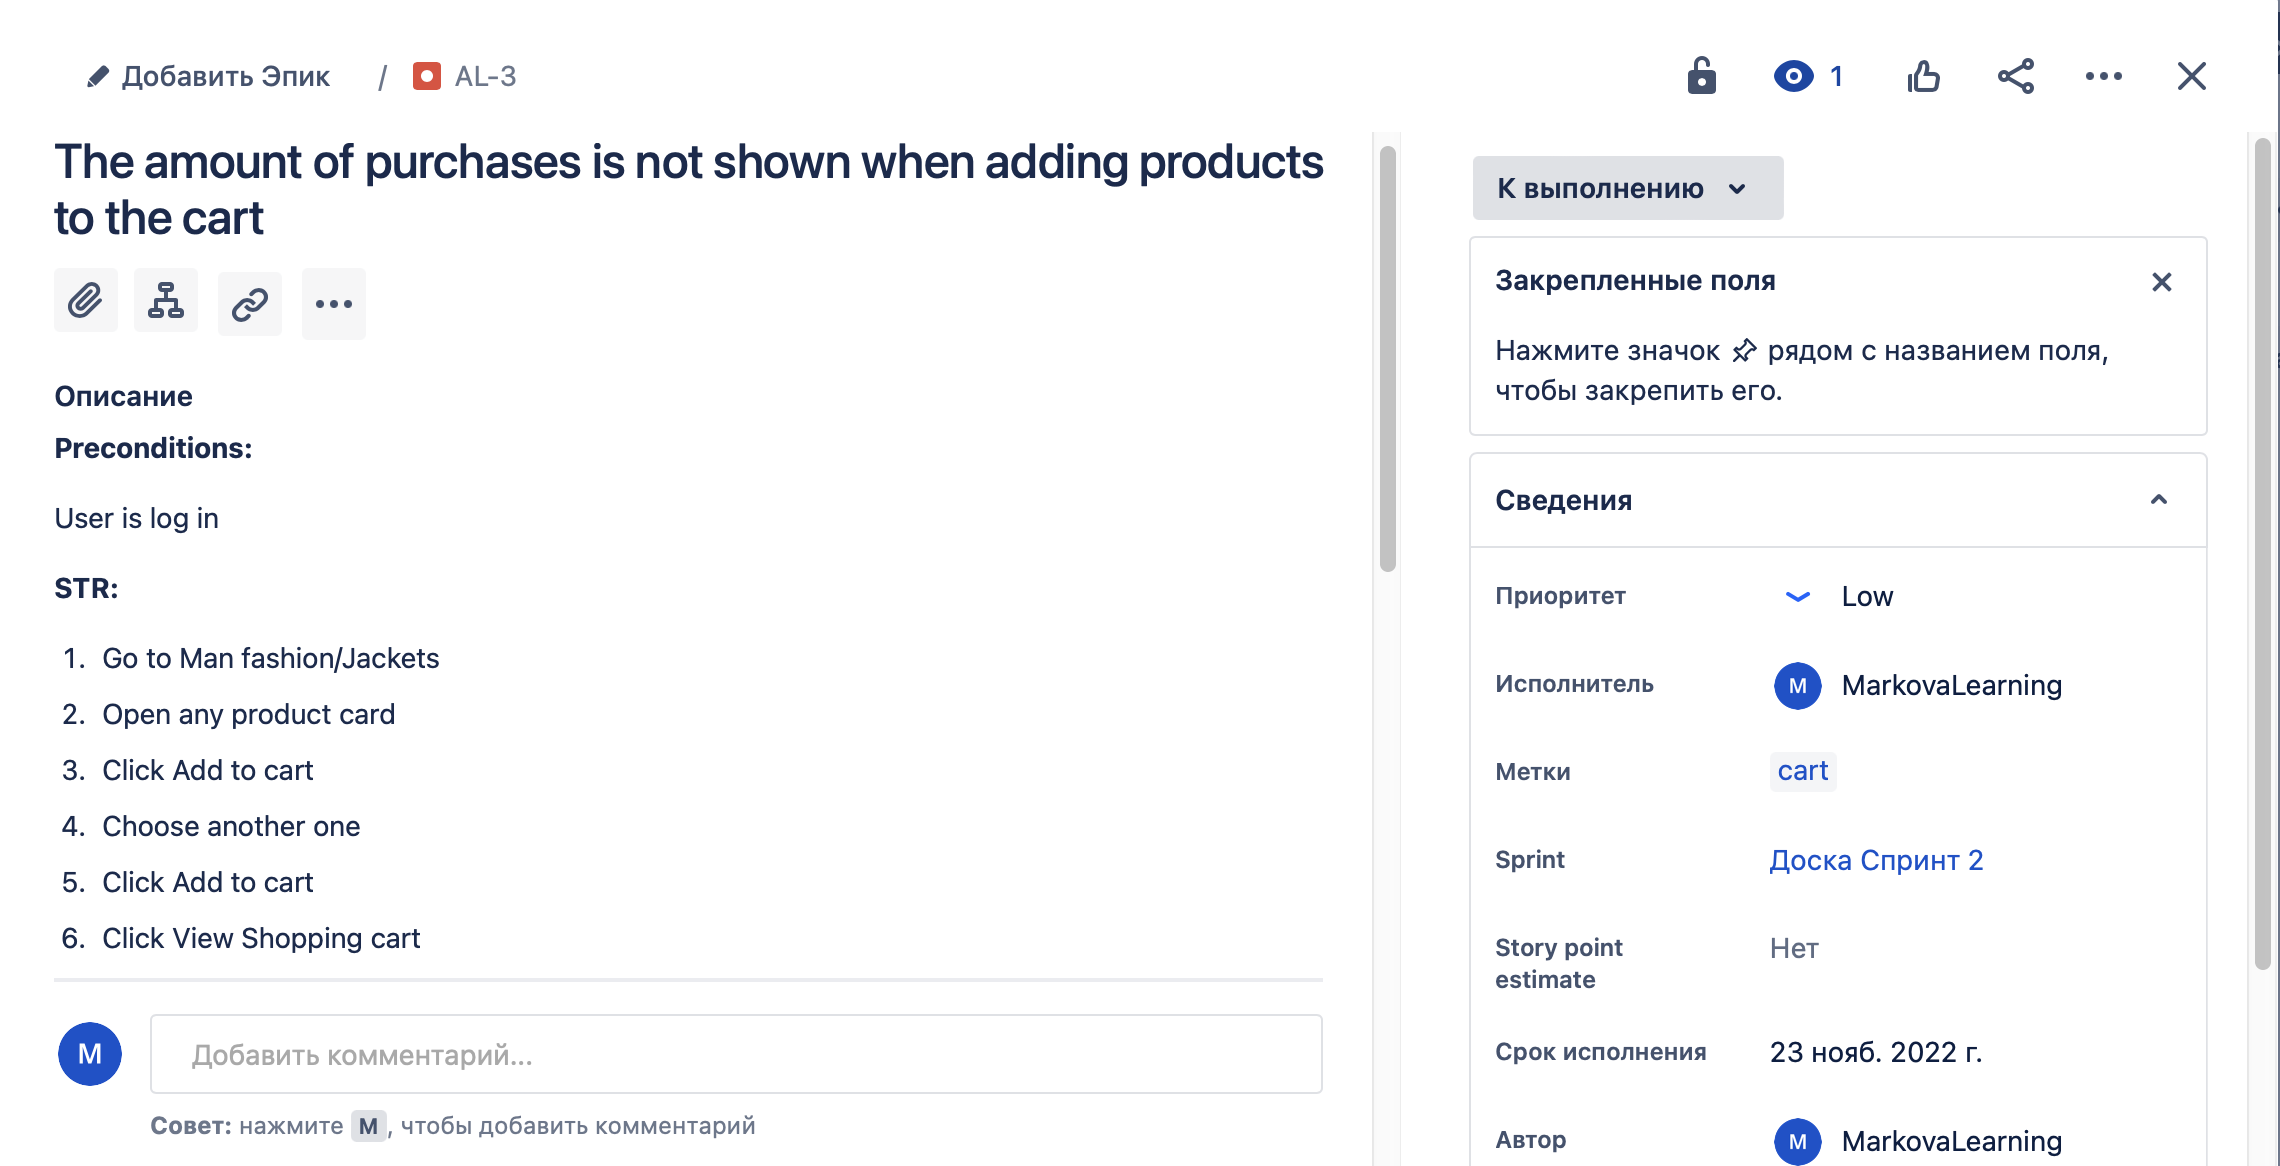 Добавить Эпик / AL-3
1
The amount of purchases is not shown when adding products
to the cart
Описание
Preconditions:
User is log in
STR:
1. Go to Man fashion/Jackets
2. Open any product card
3. Click Add to cart
4. Choose another one
5. Click Add to cart
6. Click View Shopping cart
M
Добавить комментарий...
Совет: нажмите M, чтобы добавить комментарий
К выполнению
Закрепленные поля
Нажмите значок рядом с названием поля,
чтобы закрепить его.
Сведения
Приоритет Low
Исполнитель M MarkovaLearning
Метки cart
Sprint Доска Спринт 2
Story point
estimate Нет
Срок исполнения 23 нояб. 2022 г.
Автор M MarkovaLearning